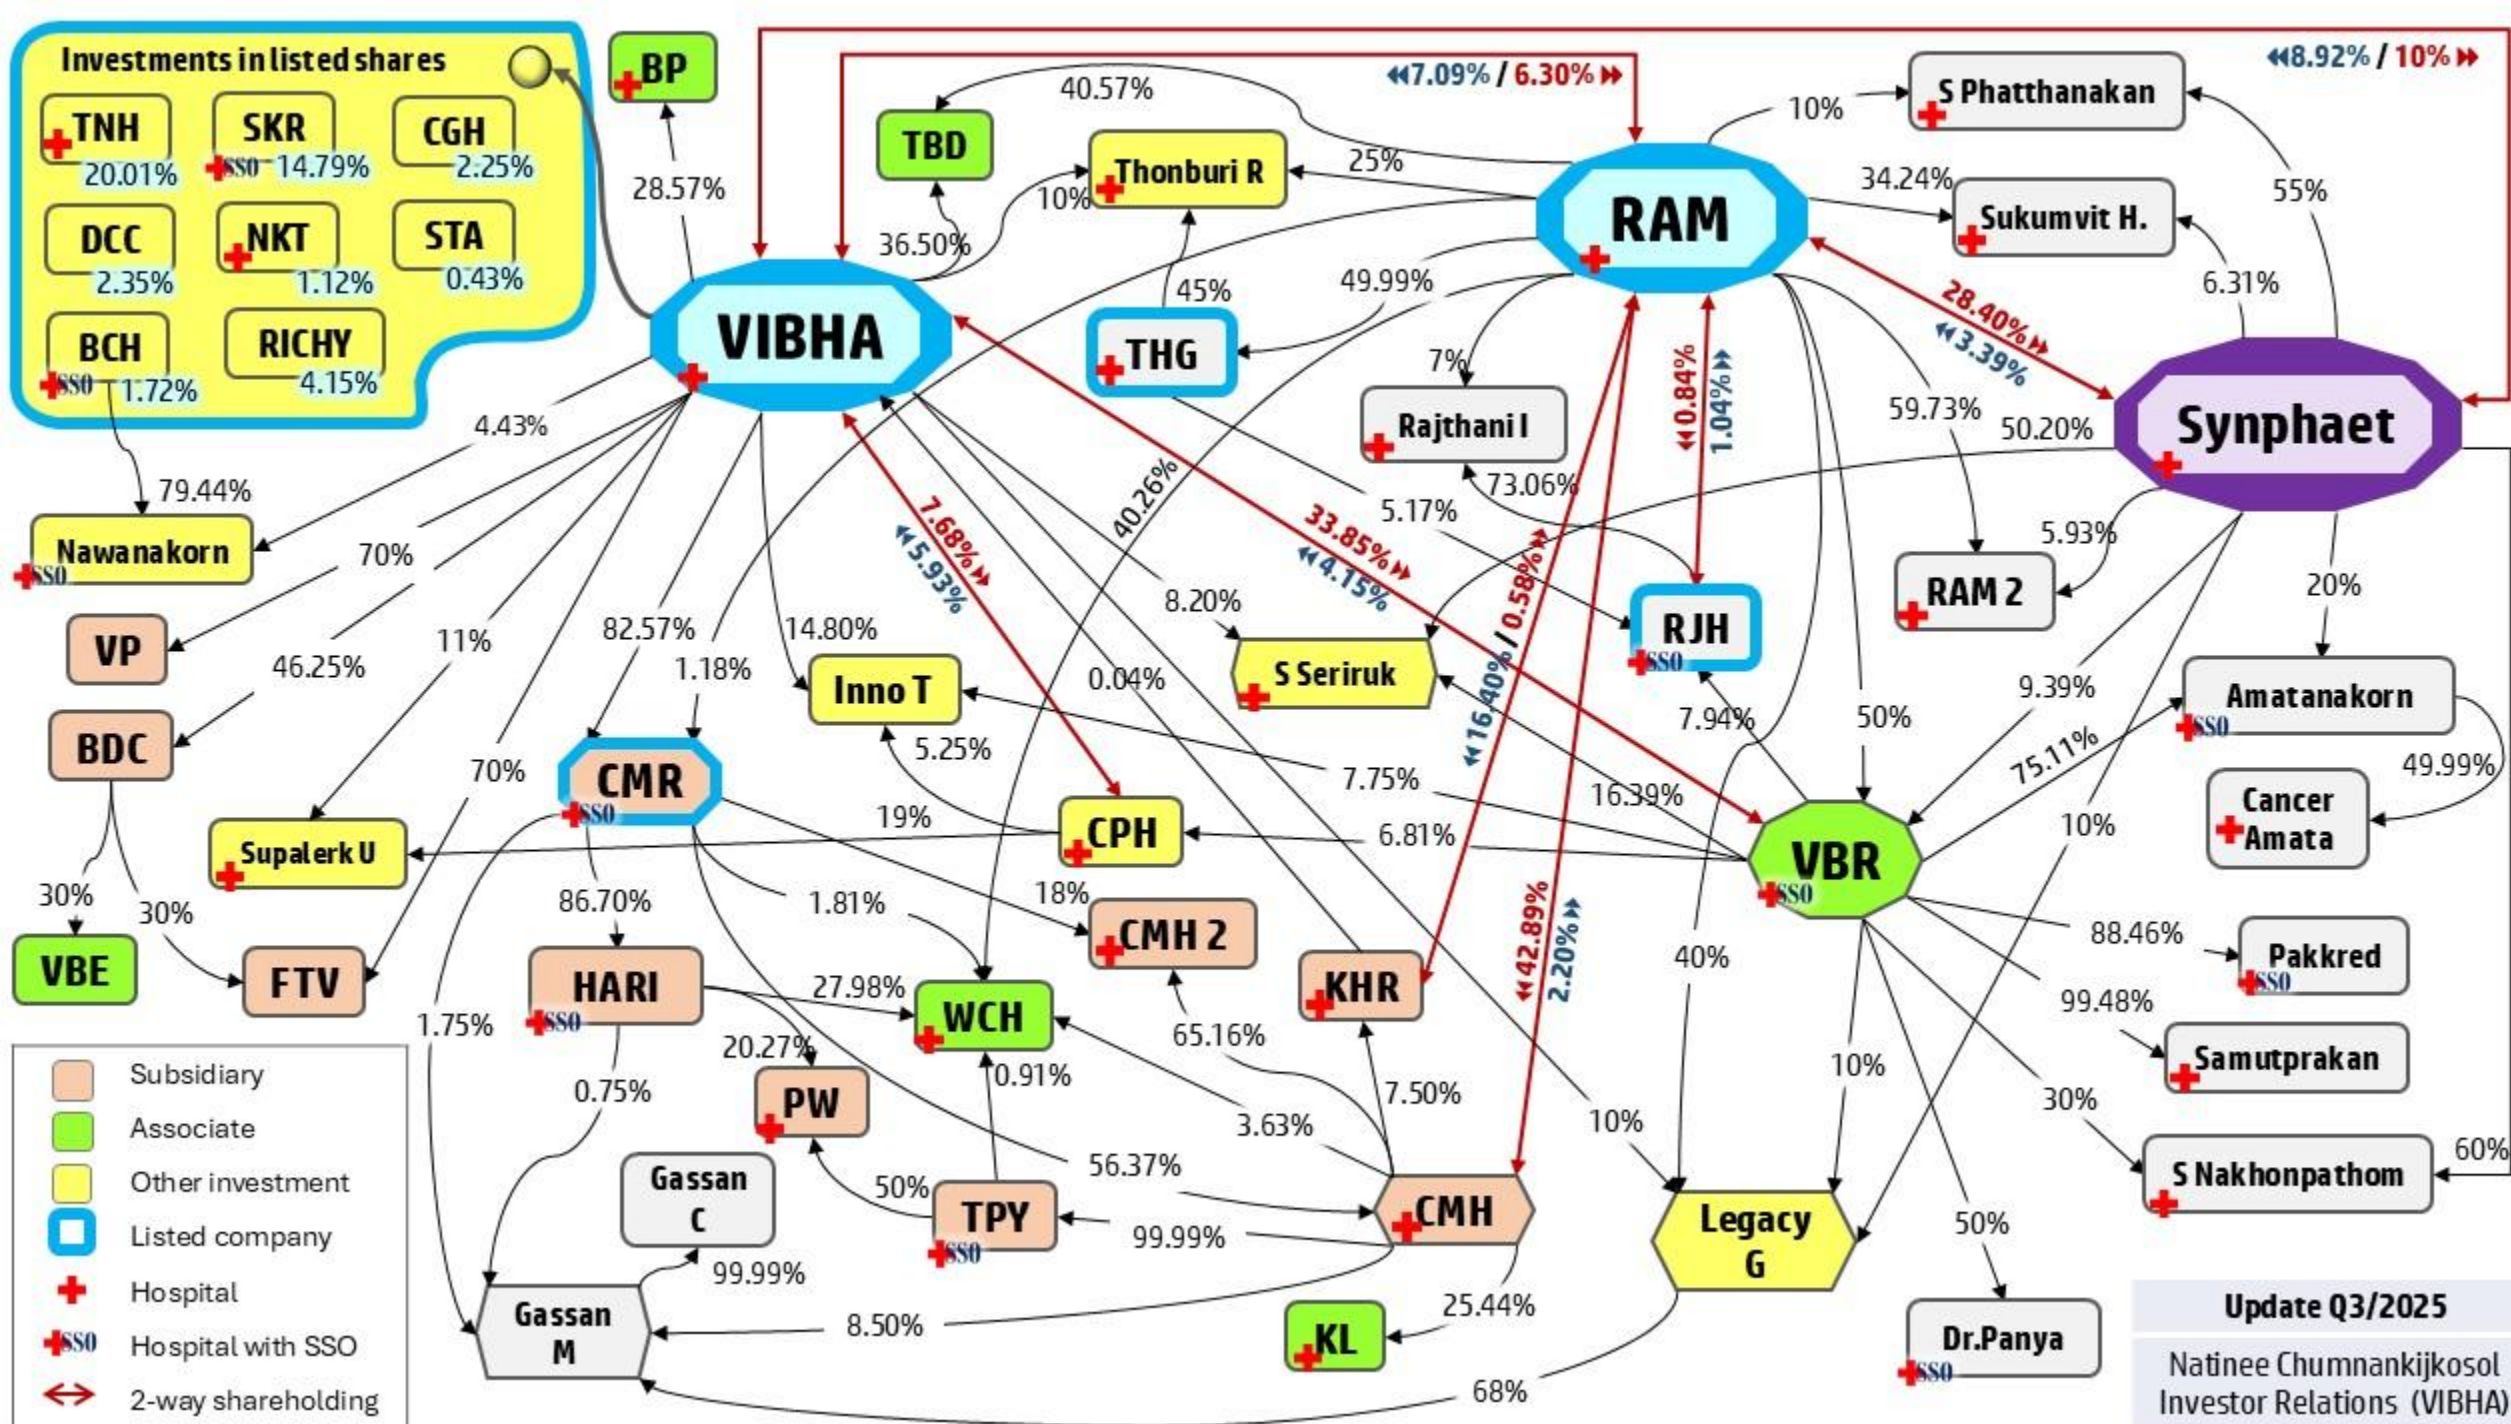 Investments in listed shares
TNH
20.01%
SKR
SSO 14.79%
CGH
2.25%
DCC
2.35%
NKT
1.12%
STA
0.43%
BCH
SSO 1.72%
RICHY
4.15%
BP
28.57%
TBD
40.57%
36.50%
Thonburi R
10%
25%
45%
7.09% / 6.30%
8.92% / 10%
RAM
10%
S Phatthanakan
55%
34.24%
Sukumvit H.
6.31%
VIBHA
THG
49.99%
7%
Rajthani I
73.06%
0.84%
1.04%
28.40%
3.39%
59.73%
50.20%
Synphaet
4.43%
79.44%
Nawanakorn
SSO
70%
VP
46.25%
11%
82.57%
1.18%
14.80%
7.68%
5.93%
40.26%
5.17%
33.85%
4.15%
8.20%
0.04%
16.40% / 0.58%
RJH
SSO
RAM 2
5.93%
20%
BDC
70%
CMR
SSO
Inno T
5.25%
S Seriruk
7.94%
50%
9.39%
75.11%
Amatanakorn
SSO
49.99%
Cancer
Amata
7.75%
16.39%
6.81%
VBR
SSO
10%
Supalerk U
19%
CPH
30%
30%
VBE
FTV
86.70%
1.81%
18%
CMH 2
HARI
SSO
27.98%
WCH
KHR
42.89%
2.20%
40%
88.46%
Pakkred
SSO
99.48%
Samutprakan
1.75%
0.75%
20.27%
PW
0.91%
65.16%
3.63%
7.50%
10%
10%
30%
S Nakhonpathom
60%
Gassan
C
50%
TPY
SSO
56.37%
99.99%
CMH
Legacy
G
50%
99.99%
Gassan
M
8.50%
KL
25.44%
68%
Dr.Panya
SSO
Subsidiary
Associate
Other investment
Listed company
Hospital
SSO Hospital with SSO
2-way shareholding
Update Q3/2025
Natinee Chumnankijkosol
Investor Relations (VIBHA)